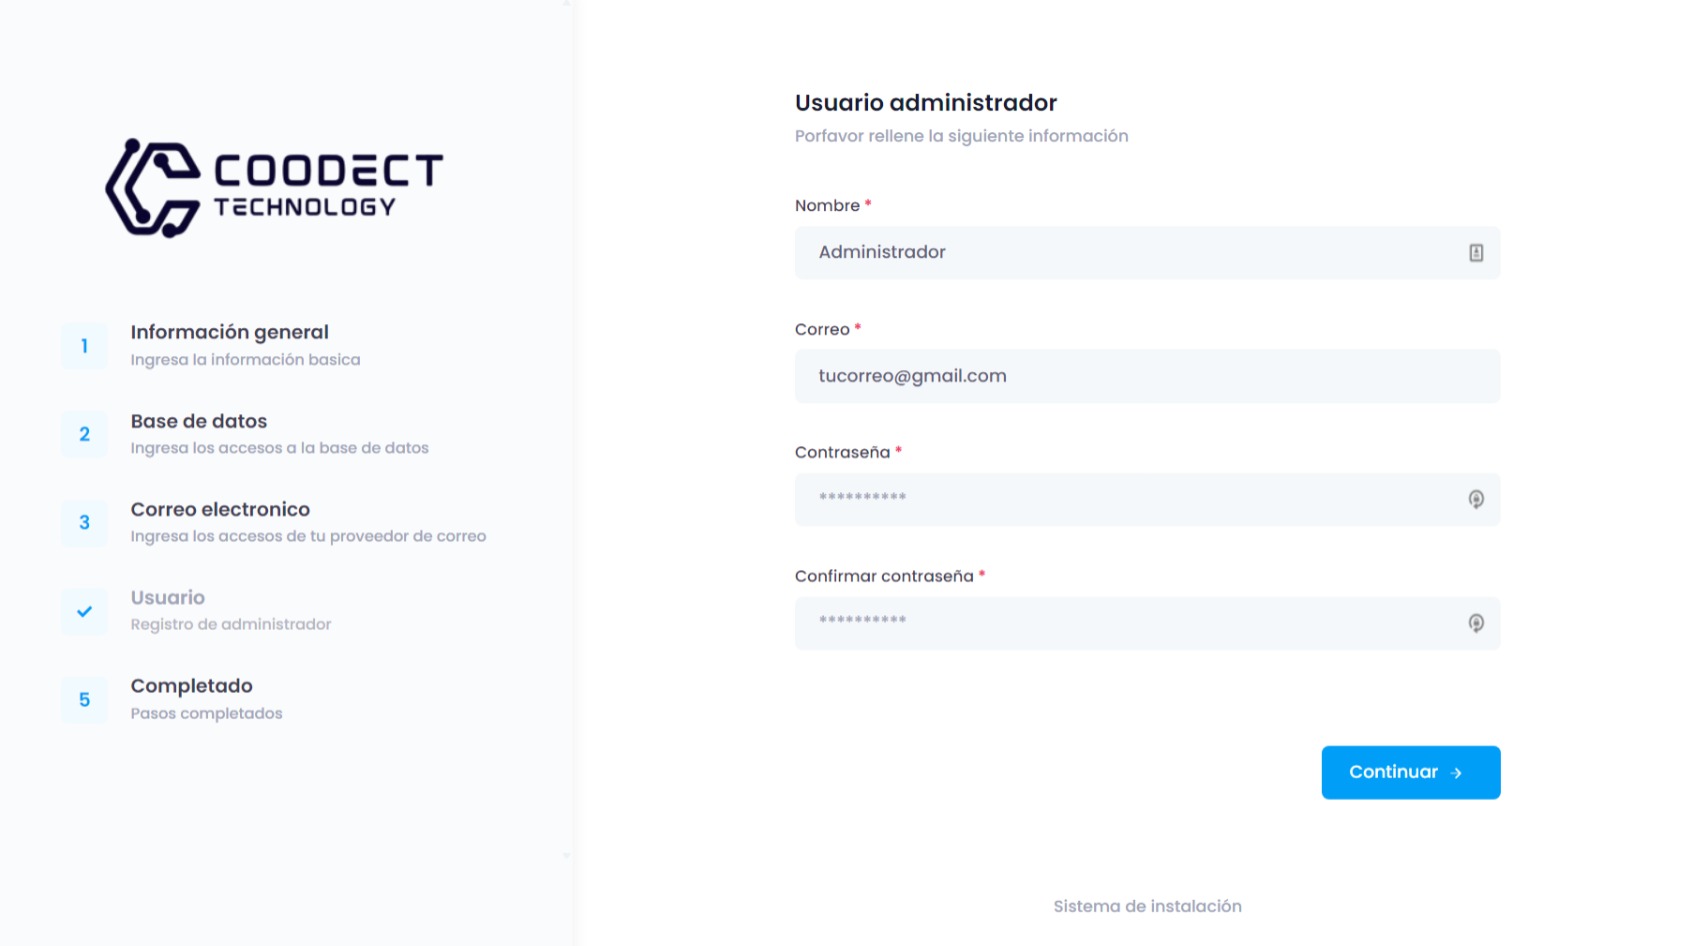 COODECT
TECHNOLOGY
1
Información general
Ingresa la información basica
2
Base de datos
Ingresa los accesos a la base de datos
3
Correo electronico
Ingresa los accesos de tu proveedor de correo
Usuario
Registro de administrador
5
Completado
Pasos completados
Usuario administrador
Porfavor rellene la siguiente información
Nombre *
Administrador
Correo *
tucorreo@gmail.com
Contraseña *
**********
Confirmar contraseña *
**********
Continuar →
Sistema de instalación